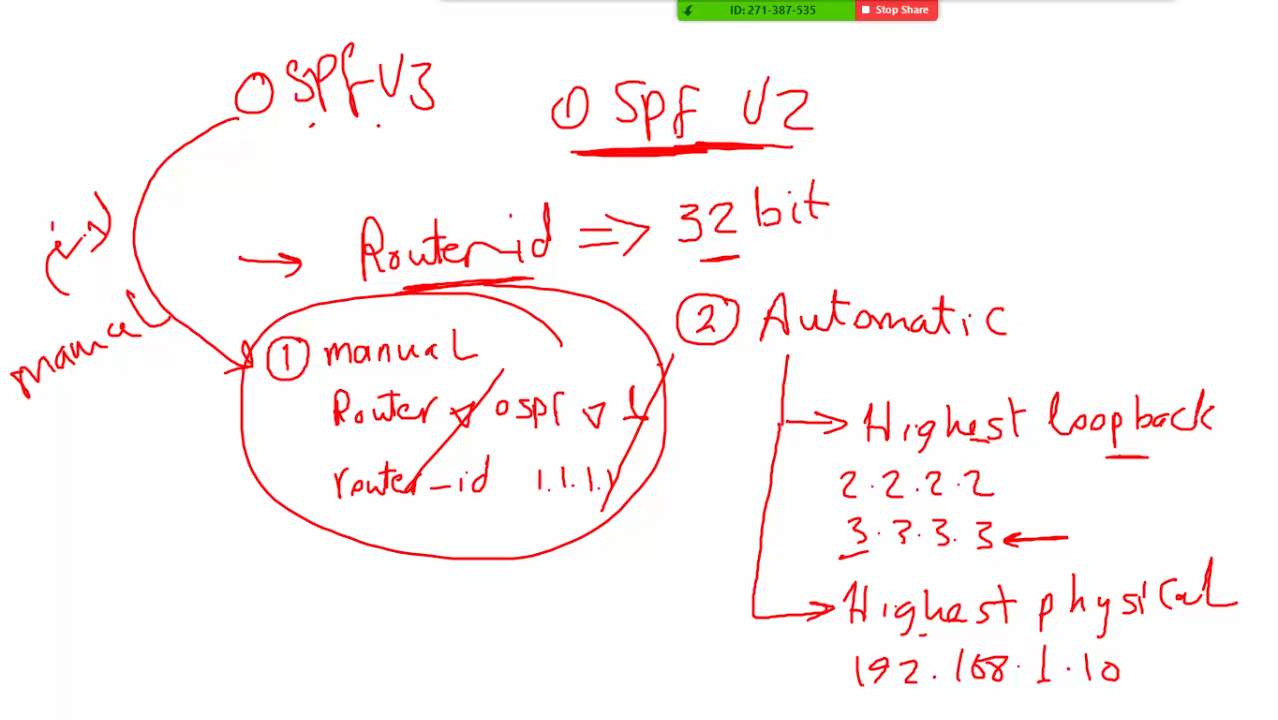 ID: 271-387-535 Stop Share
OSPFV3
OSPF V2
Router-id => 32 bit
manual
① manual
Router ospf 1
router_id 1.1.1.1
② Automatic
Highest loopback
2.2.2.2
3.3.3.3
Highest physical
192.168.1.10